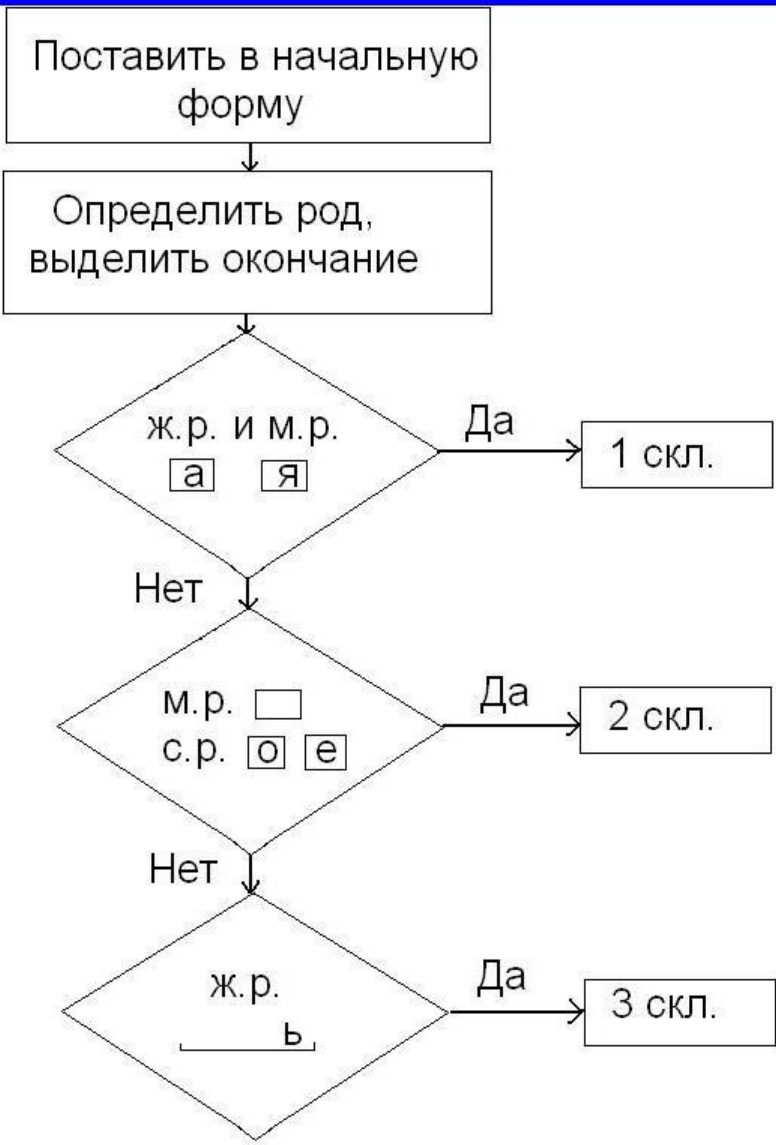 Поставить в начальную
форму
Определить род,
выделить окончание
ж.р. и м.р.
а я
Да
1 скл.
Нет
м.р.
с.р. о е
Да
2 скл.
Нет
ж.р.
ь
Да
3 скл.